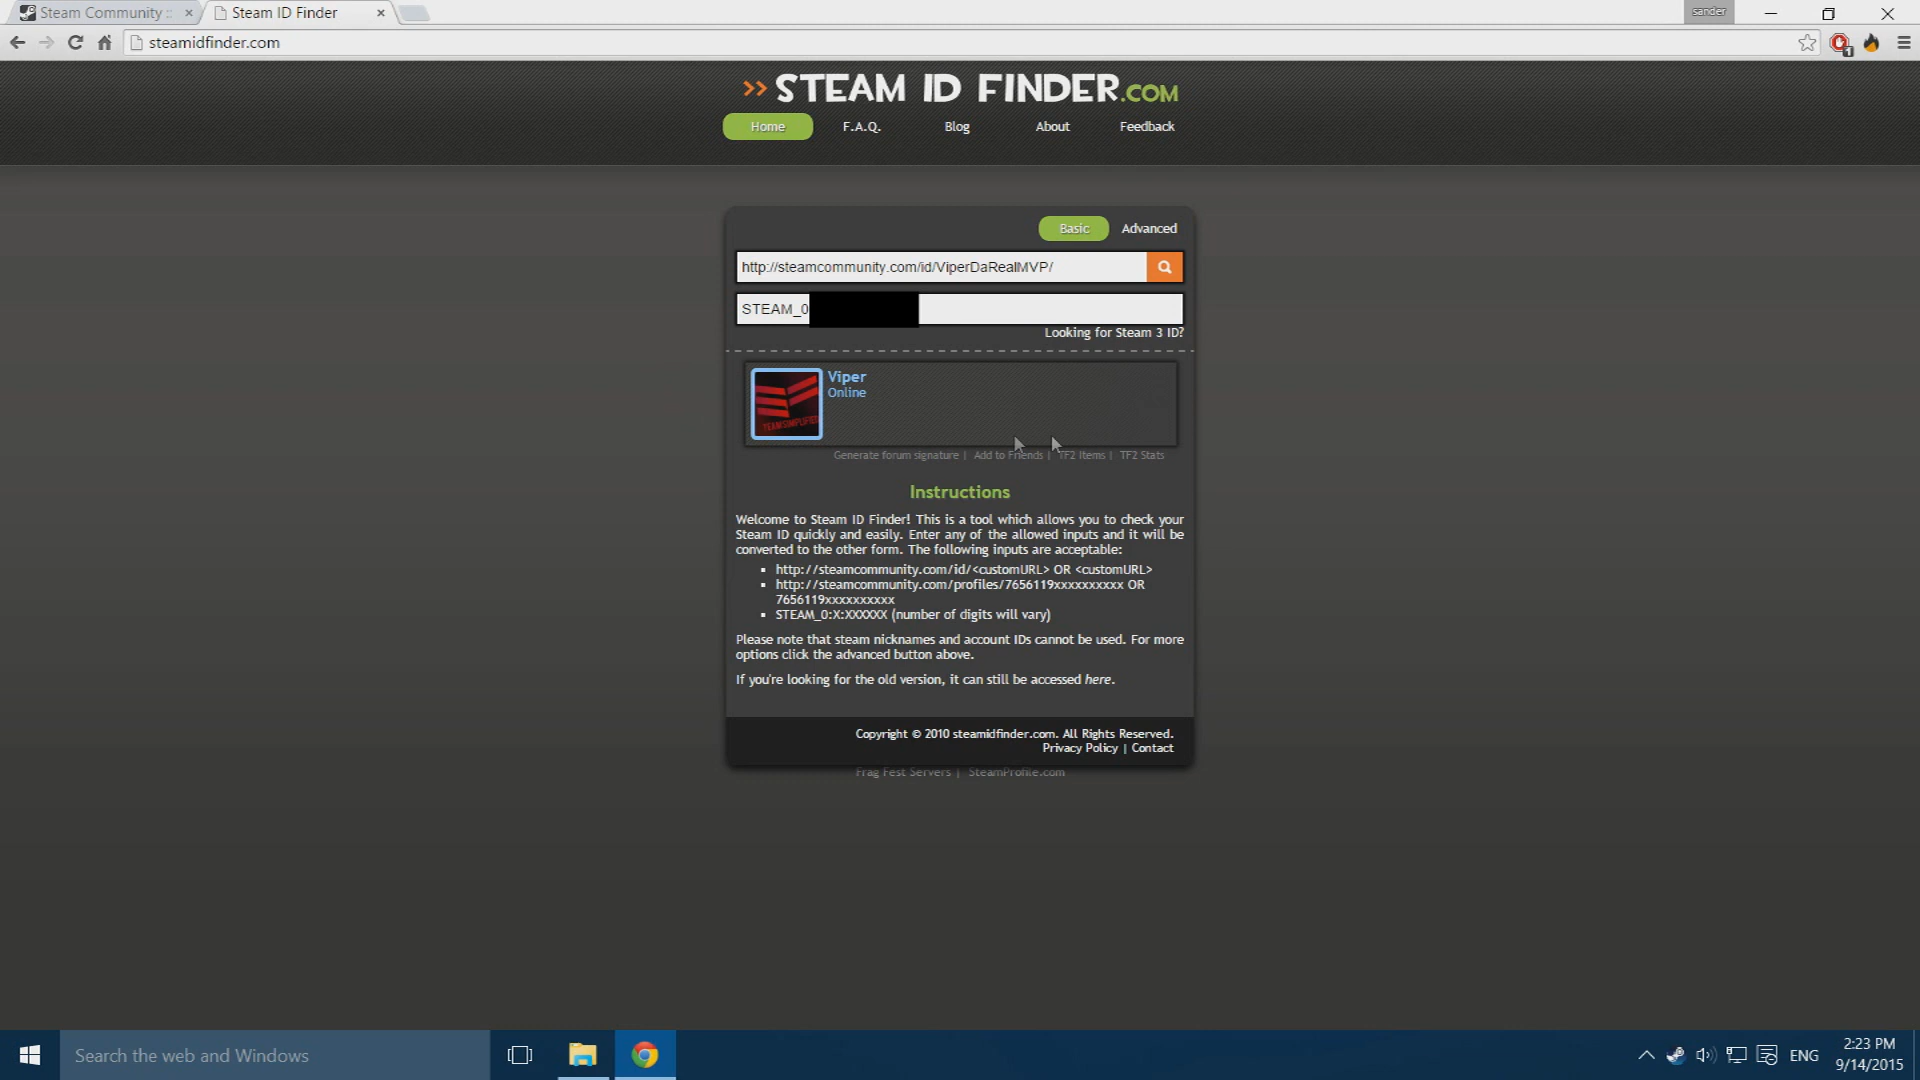 Steam Community :
Steam ID Finder
sander
steamidfinder.com
1
>> STEAM ID FINDER.COM
Home
F.A.Q.
Blog
About
Feedback
Basic
Advanced
http://steamcommunity.com/id/ViperDaRealMVP/
STEAM_0
Looking for Steam 3 ID?
Viper
Online
Generate forum signature | Add to Friends | TF2 Items | TF2 Stats
Instructions
Welcome to Steam ID Finder! This is a tool which allows you to check your
Steam ID quickly and easily. Enter any of the allowed inputs and it will be
converted to the other form. The following inputs are acceptable:
▪ http://steamcommunity.com/id/<customURL> OR <customURL>
▪ http://steamcommunity.com/profiles/7656119xxxxxxxxxx OR
7656119xxxxxxxxxx
▪ STEAM_0:X:XXXXXX (number of digits will vary)
Please note that steam nicknames and account IDs cannot be used. For more
options click the advanced button above.
If you're looking for the old version, it can still be accessed here.
Copyright © 2010 steamidfinder.com. All Rights Reserved.
Privacy Policy | Contact
Frag Fest Servers | SteamProfile.com
Search the web and Windows
ENG
2:23 PM
9/14/2015